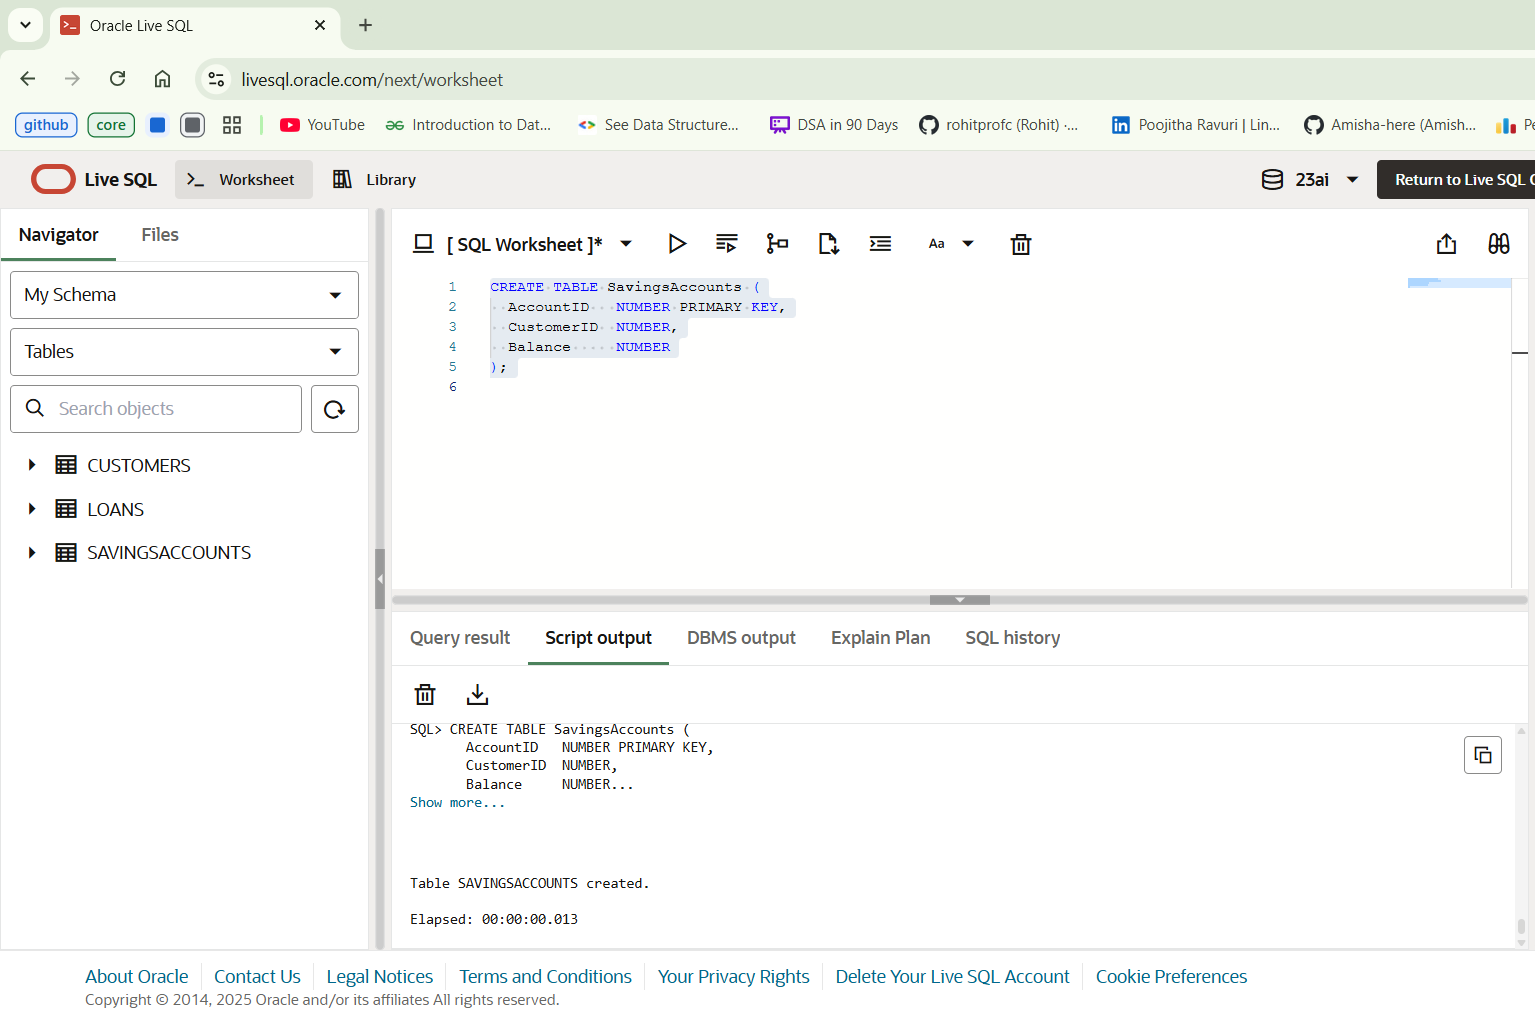 Oracle Live SQL
livesql.oracle.com/next/worksheet
github core YouTube Introduction to Dat... See Data Structure... DSA in 90 Days rohitprofc (Rohit) ·... Poojitha Ravuri | Lin... Amisha-here (Amish...
Live SQL Worksheet Library 23ai Return to Live SQL
Navigator Files
My Schema
Tables
Search objects
CUSTOMERS
LOANS
SAVINGSACCOUNTS
[ SQL Worksheet ]* Aa
1 CREATE TABLE SavingsAccounts (
2 AccountID NUMBER PRIMARY KEY,
3 CustomerID NUMBER,
4 Balance NUMBER
5 );
6
Query result Script output DBMS output Explain Plan SQL history
SQL> CREATE TABLE SavingsAccounts (
AccountID NUMBER PRIMARY KEY,
CustomerID NUMBER,
Balance NUMBER...
Show more...
Table SAVINGSACCOUNTS created.
Elapsed: 00:00:00.013
About Oracle Contact Us Legal Notices Terms and Conditions Your Privacy Rights Delete Your Live SQL Account Cookie Preferences
Copyright © 2014, 2025 Oracle and/or its affiliates All rights reserved.